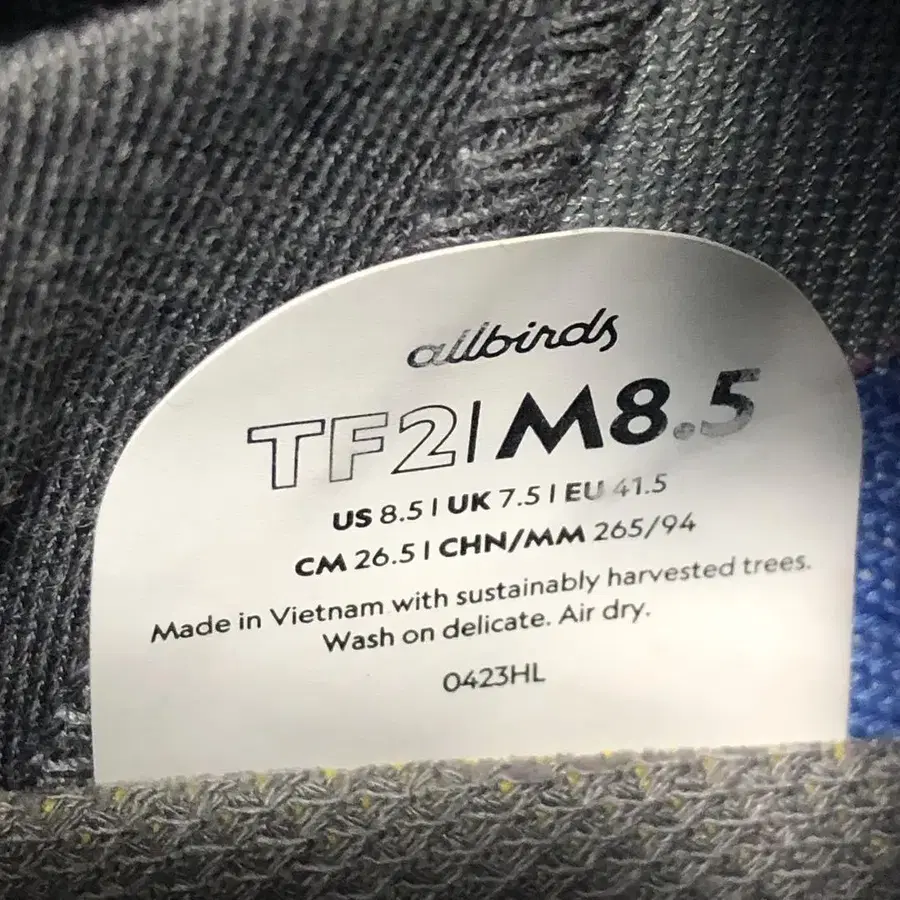 allbirds
TF2 | M8.5
US 8.5 | UK 7.5 | EU 41.5
CM 26.5 | CHN/MM 265/94
Made in Vietnam with sustainably harvested trees.
Wash on delicate. Air dry.
0423HL